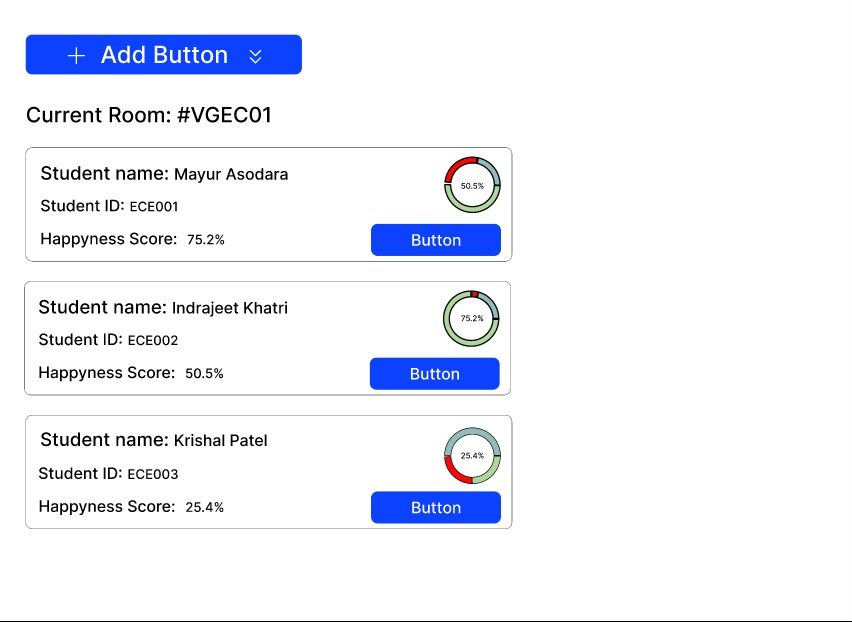 + Add Button
Current Room: #VGEC01
Student name: Mayur Asodara
50.5%
Student ID: ECE001
Happyness Score: 75.2%
Button
Student name: Indrajeet Khatri
75.2%
Student ID: ECE002
Happyness Score: 50.5%
Button
Student name: Krishal Patel
25.4%
Student ID: ECE003
Happyness Score: 25.4%
Button